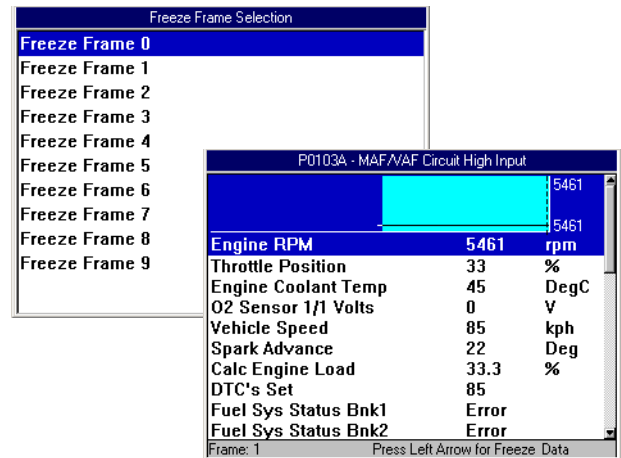 Freeze Frame Selection
Freeze Frame 0
Freeze Frame 1
Freeze Frame 2
Freeze Frame 3
Freeze Frame 4
Freeze Frame 5
Freeze Frame 6
Freeze Frame 7
Freeze Frame 8
Freeze Frame 9
P0103A - MAF/VAF Circuit High Input
5461
5461
Engine RPM 5461 rpm
Throttle Position 33 %
Engine Coolant Temp 45 DegC
O2 Sensor 1/1 Volts 0 V
Vehicle Speed 85 kph
Spark Advance 22 Deg
Calc Engine Load 33.3 %
DTC's Set 85
Fuel Sys Status Bnk1 Error
Fuel Sys Status Bnk2 Error
Frame: 1 Press Left Arrow for Freeze Data